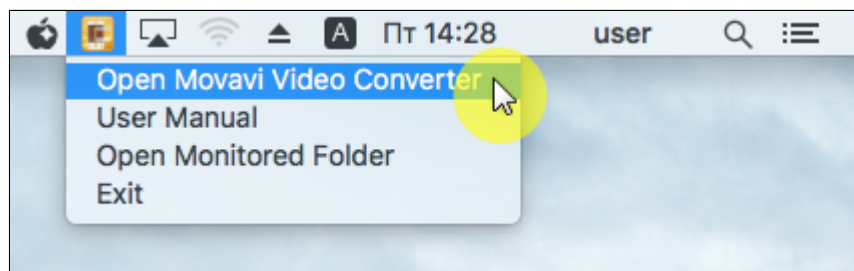 A Пт 14:28 user
Open Movavi Video Converter
User Manual
Open Monitored Folder
Exit